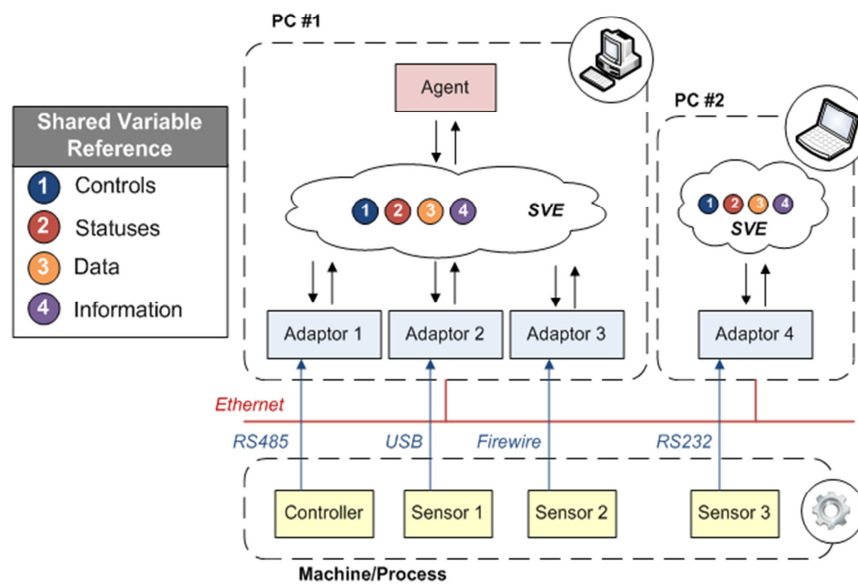 PC #1
Agent
PC #2
Shared Variable
Reference
1 Controls
2 Statuses
3 Data
4 Information
1 2 3 4 SVE
1 2 3 4
SVE
Adaptor 1
Adaptor 2
Adaptor 3
Adaptor 4
Ethernet
RS485
USB
Firewire
RS232
Controller
Sensor 1
Sensor 2
Sensor 3
Machine/Process